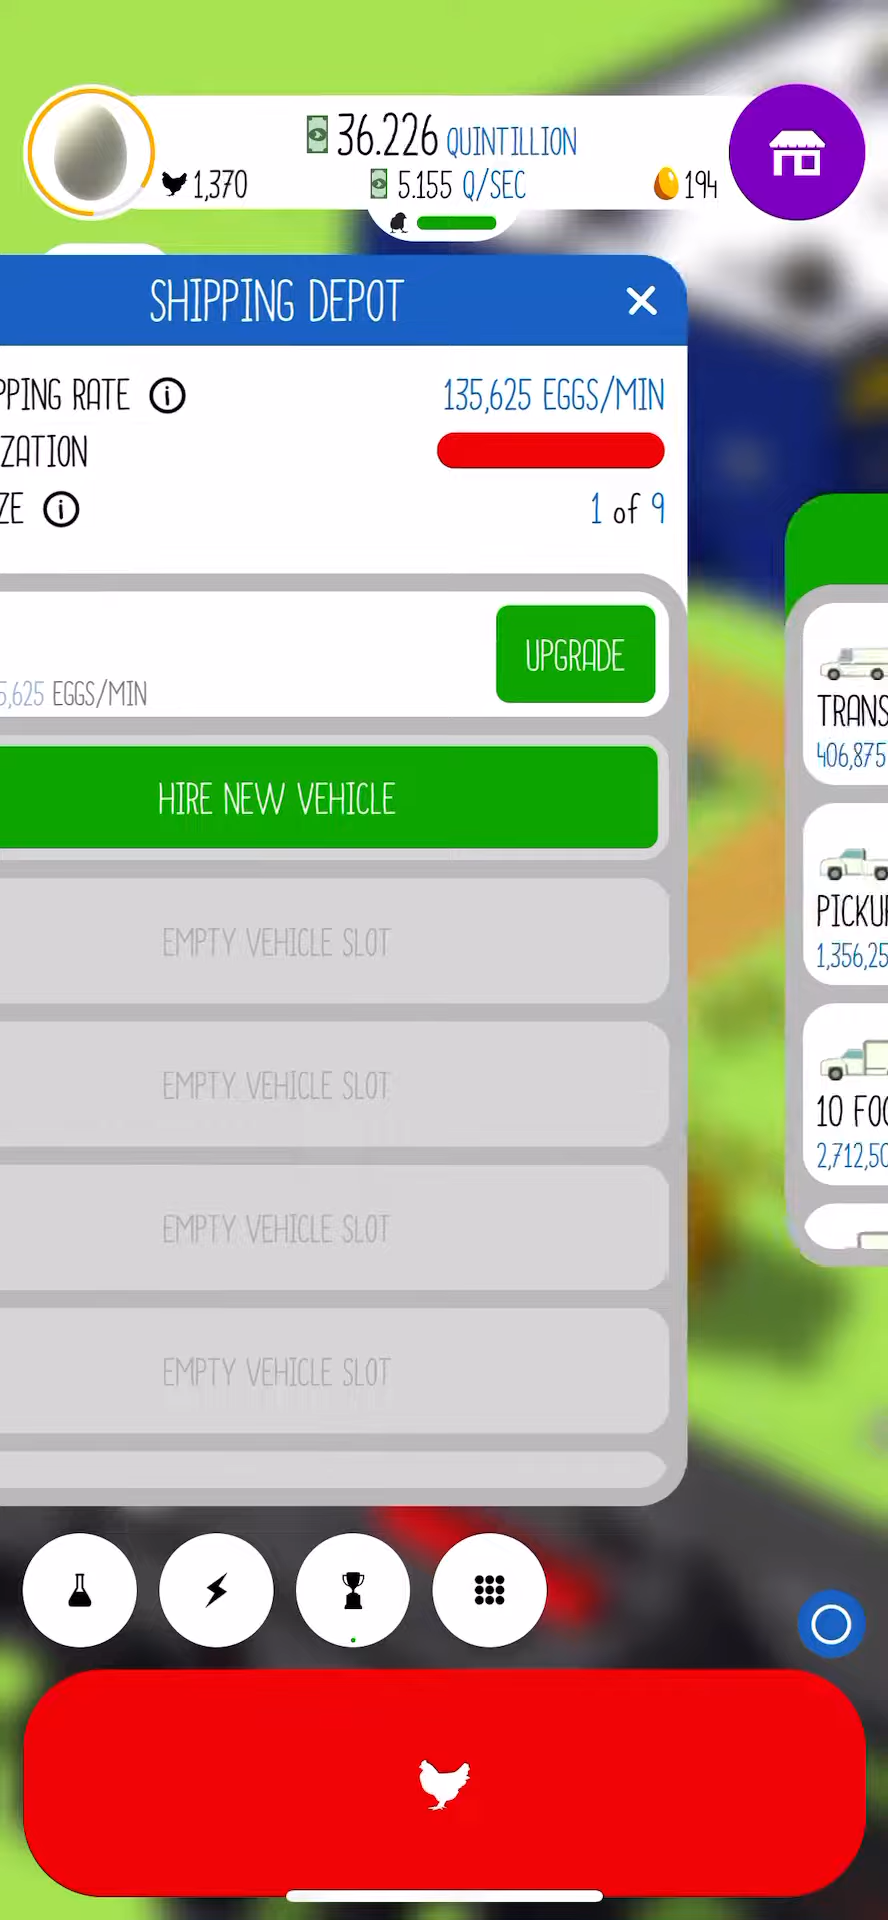 36.226 QUINTILLION
1,370
5.155 Q/SEC
194
SHIPPING DEPOT
PPING RATE
135,625 EGGS/MIN
ZATION
ZE
1 of 9
5,625 EGGS/MIN
UPGRADE
HIRE NEW VEHICLE
EMPTY VEHICLE SLOT
EMPTY VEHICLE SLOT
EMPTY VEHICLE SLOT
EMPTY VEHICLE SLOT
TRANS
406,875
PICKU
1,356,25
10 FOO
2,712,50